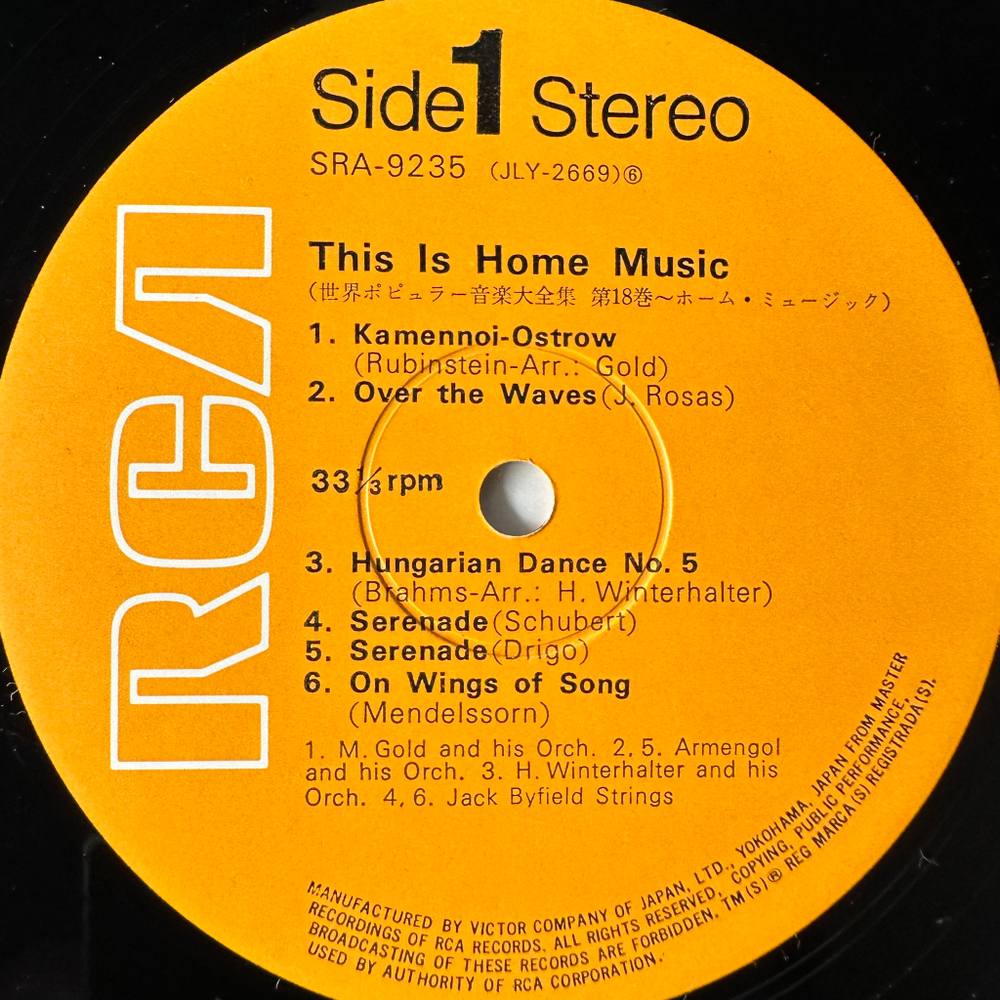 Side 1 Stereo
SRA-9235 (JLY-2669)⑥
RCA
This Is Home Music
(世界ポピュラー音楽大全集 第18巻〜ホーム・ミュージック)
1. Kamennoi-Ostrow
(Rubinstein-Arr.: Gold)
2. Over the Waves (J. Rosas)
33 1/3 rpm
3. Hungarian Dance No. 5
(Brahms-Arr.: H. Winterhalter)
4. Serenade (Schubert)
5. Serenade (Drigo)
6. On Wings of Song
(Mendelssorn)
1. M. Gold and his Orch. 2, 5. Armengol
and his Orch. 3. H. Winterhalter and his
Orch. 4, 6. Jack Byfield Strings
MANUFACTURED BY VICTOR COMPANY OF JAPAN, LTD., YOKOHAMA, JAPAN FROM MASTER
RECORDINGS OF RCA RECORDS. ALL RIGHTS RESERVED, COPYING, PUBLIC PERFORMANCE,
BROADCASTING OF THESE RECORDS ARE FORBIDDEN. TM(S)® REG MARCA(S) REGISTRADA(S).
USED BY AUTHORITY OF RCA CORPORATION.